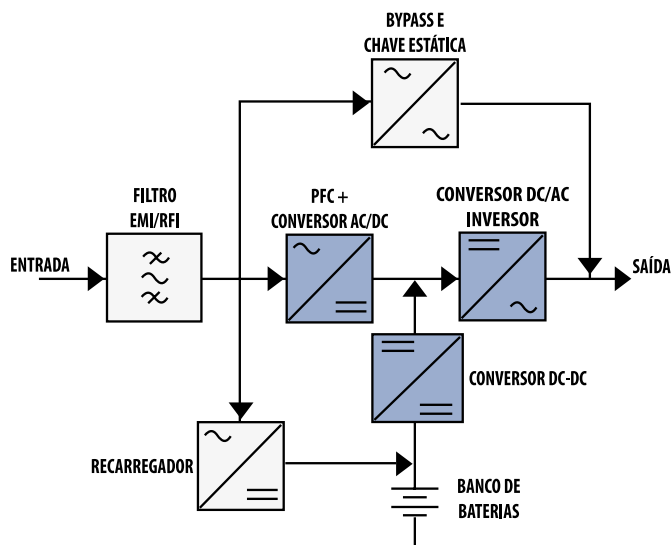 BYPASS E
CHAVE ESTÁTICA
FILTRO
EMI/RFI
PFC +
CONVERSOR AC/DC
CONVERSOR DC/AC
INVERSOR
ENTRADA
SAÍDA
CONVERSOR DC-DC
RECARREGADOR
BANCO DE
BATERIAS